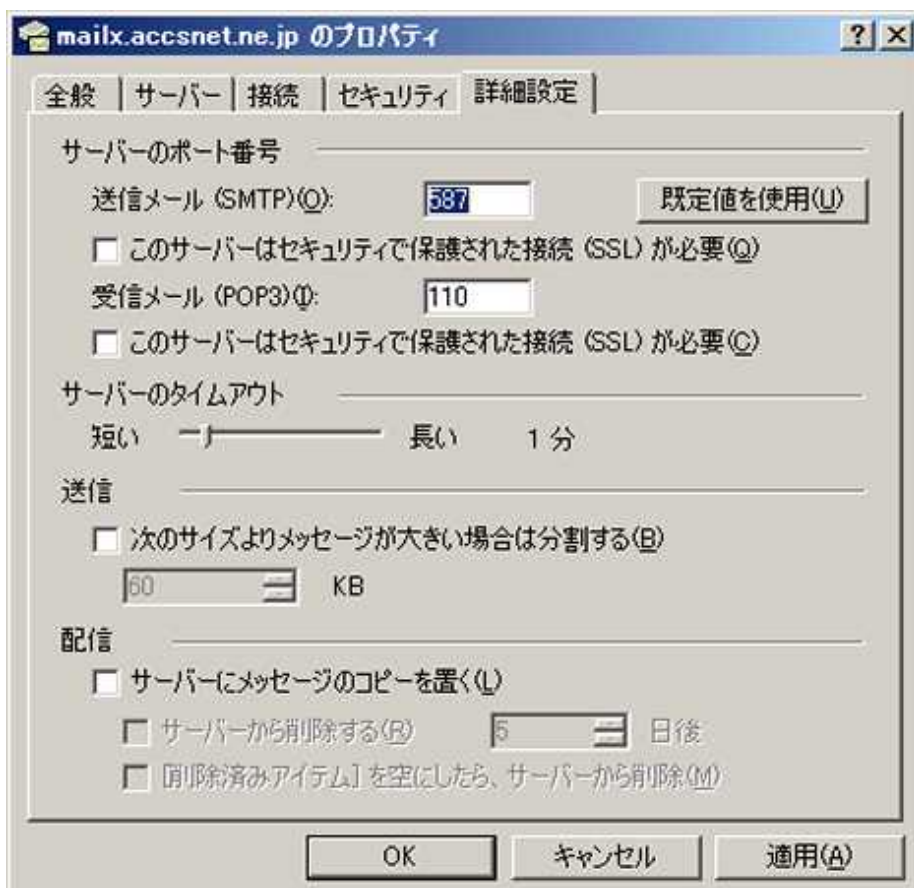 mailx.accsnet.ne.jp のプロパティ
全般 サーバー 接続 セキュリティ 詳細設定
サーバーのポート番号
送信メール (SMTP)(O): 587 既定値を使用(U)
このサーバーはセキュリティで保護された接続 (SSL) が必要(Q)
受信メール (POP3)(I): 110
このサーバーはセキュリティで保護された接続 (SSL) が必要(C)
サーバーのタイムアウト
短い 長い 1 分
送信
次のサイズよりメッセージが大きい場合は分割する(B)
60 KB
配信
サーバーにメッセージのコピーを置く(L)
サーバーから削除する(R) 5 日後
[削除済みアイテム] を空にしたら、サーバーから削除(M)
OK キャンセル 適用(A)